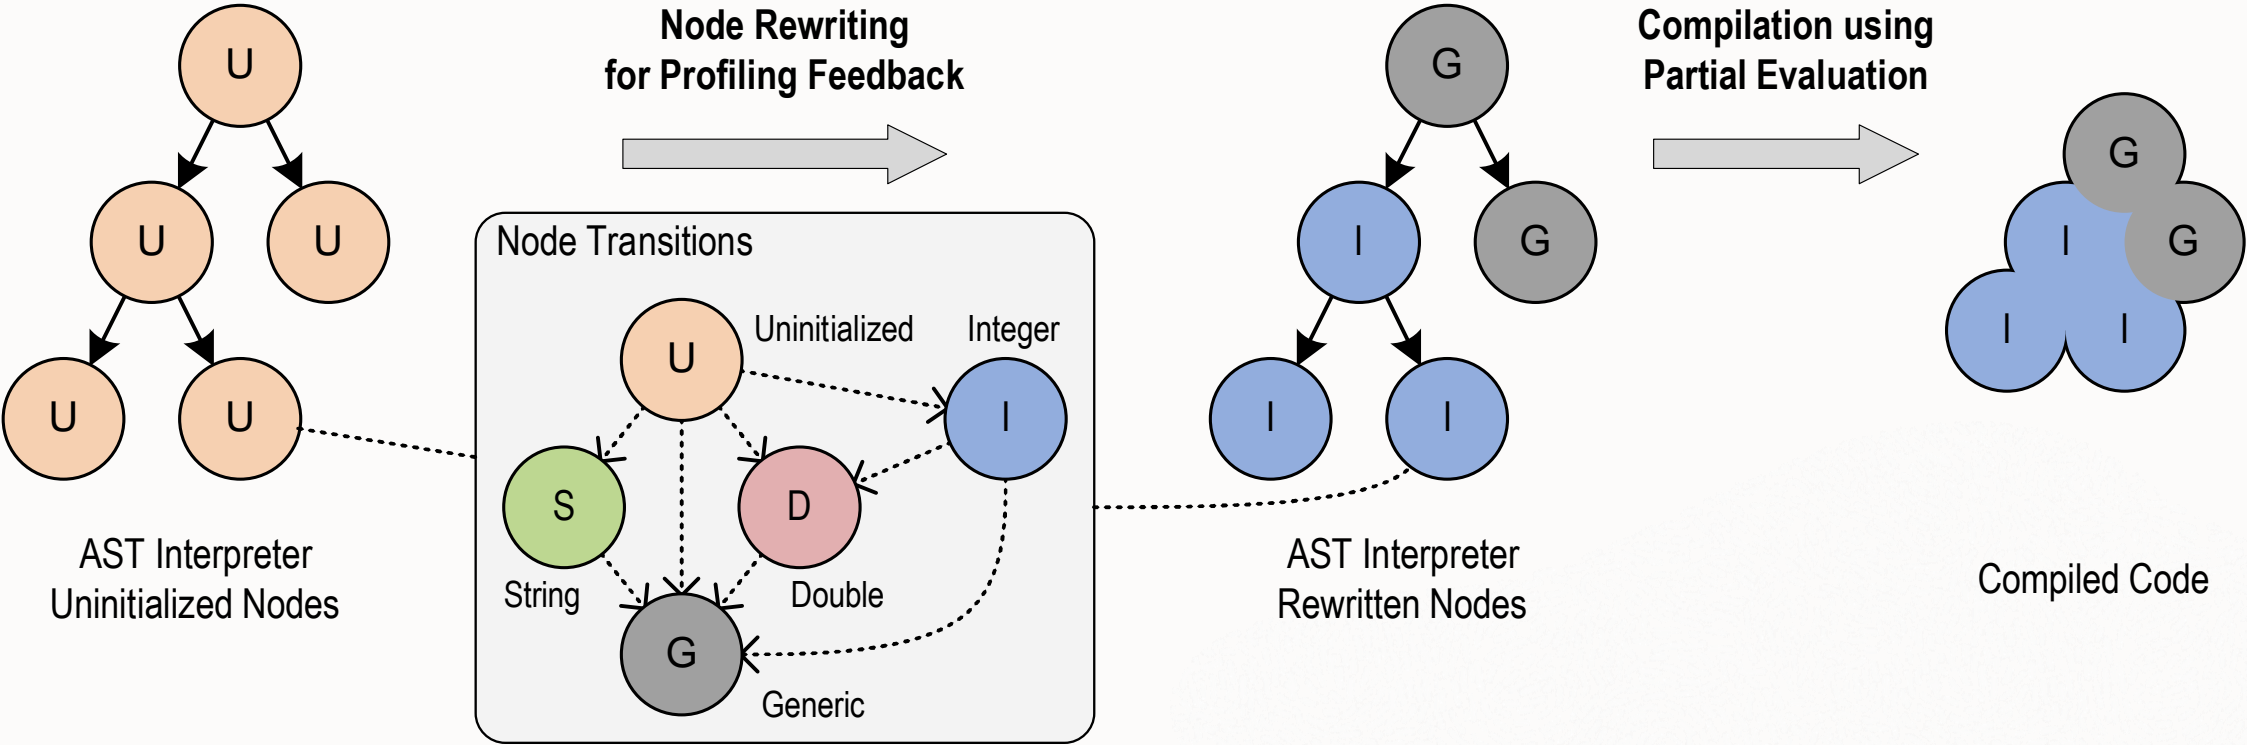 U
U
U
U
U
AST Interpreter
Uninitialized Nodes
Node Rewriting
for Profiling Feedback
Node Transitions
U
Uninitialized
Integer
I
S
D
String
Double
G
Generic
G
I
G
I
I
AST Interpreter
Rewritten Nodes
Compilation using
Partial Evaluation
G
I
G
I
I
Compiled Code